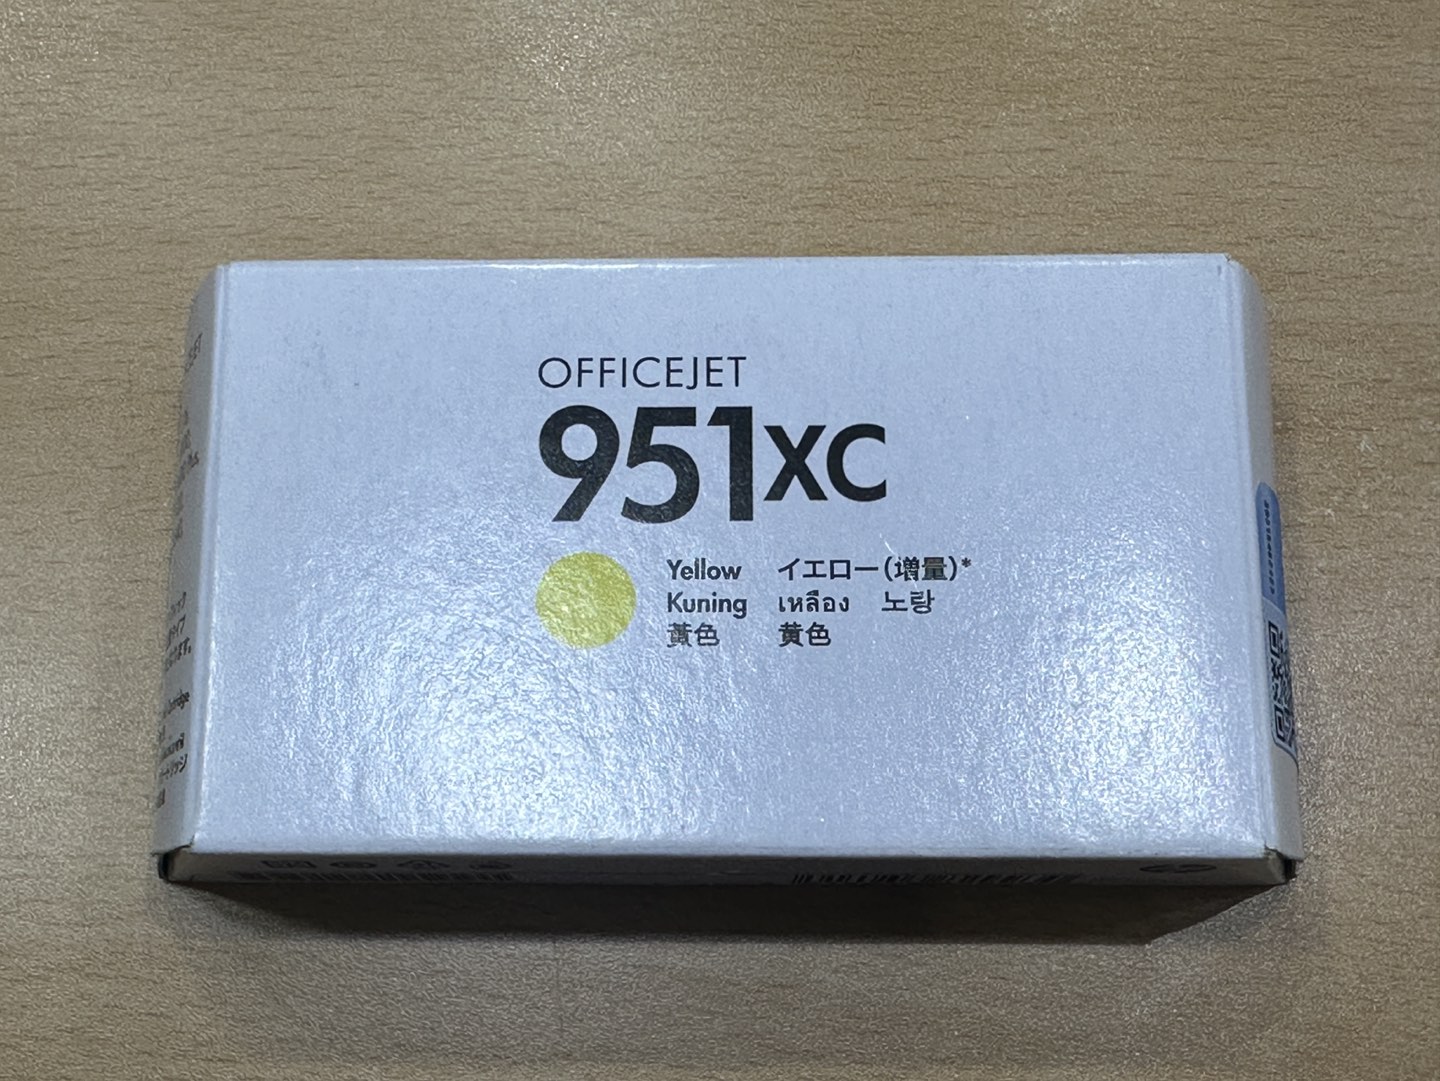 OFFICEJET
951XC
Yellow イエロー(増量)*
Kuning เหลือง 노랑
黃色 黄色
Cartridge